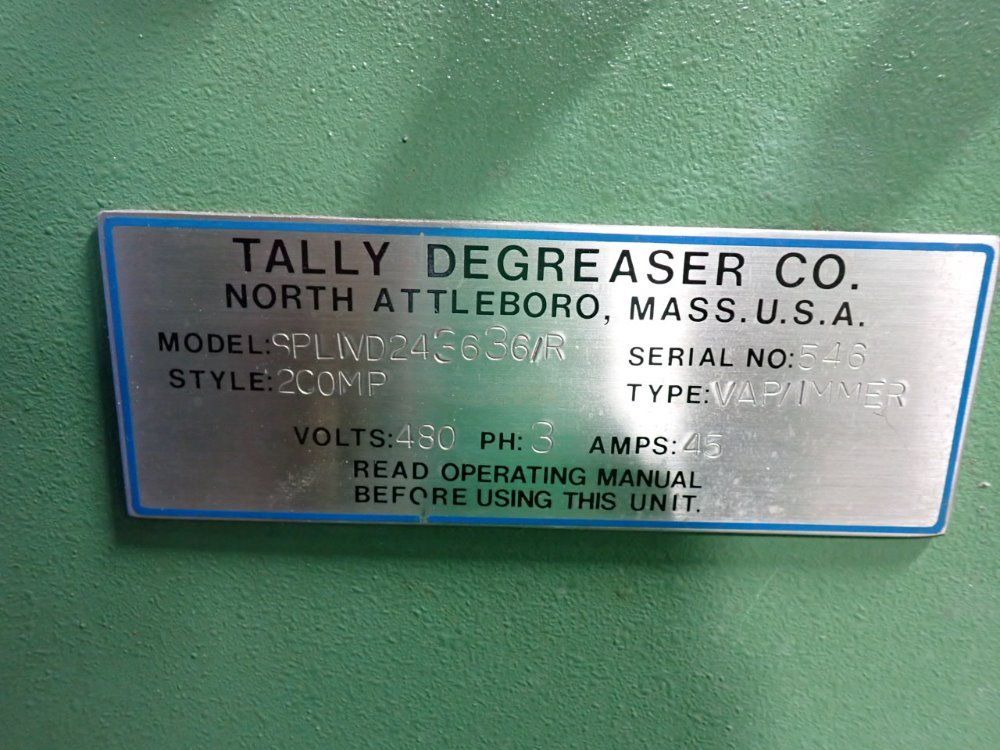 TALLY DEGREASER CO.
NORTH ATTLEBORO, MASS. U.S.A.
MODEL: SPLWD243636/R SERIAL NO: 546
STYLE: 2COMP TYPE: VAP/IMMER
VOLTS: 480 PH: 3 AMPS: 45
READ OPERATING MANUAL
BEFORE USING THIS UNIT.